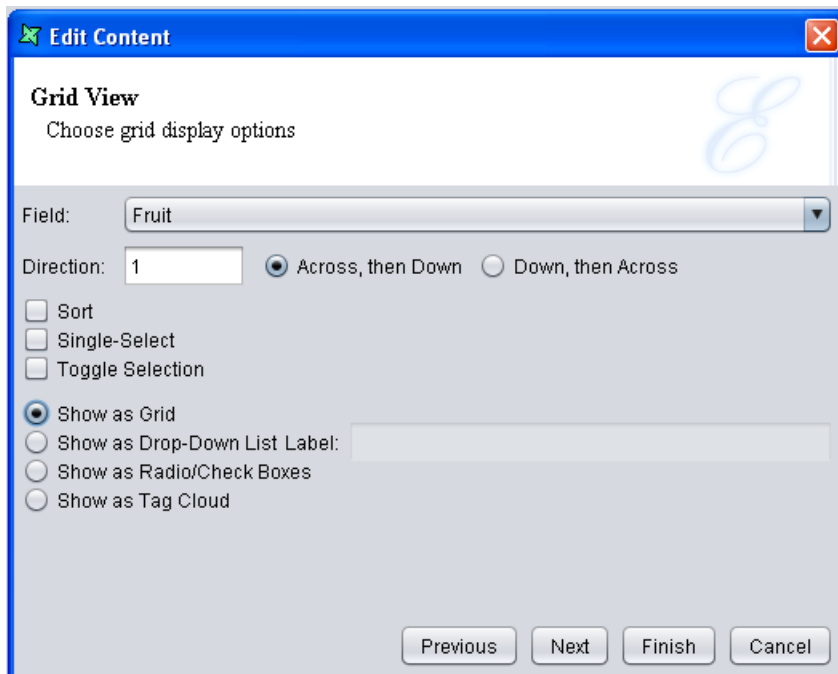 Edit Content
Grid View
Choose grid display options
Field: Fruit
Direction: 1 Across, then Down Down, then Across
Sort
Single-Select
Toggle Selection
Show as Grid
Show as Drop-Down List Label:
Show as Radio/Check Boxes
Show as Tag Cloud
Previous Next Finish Cancel